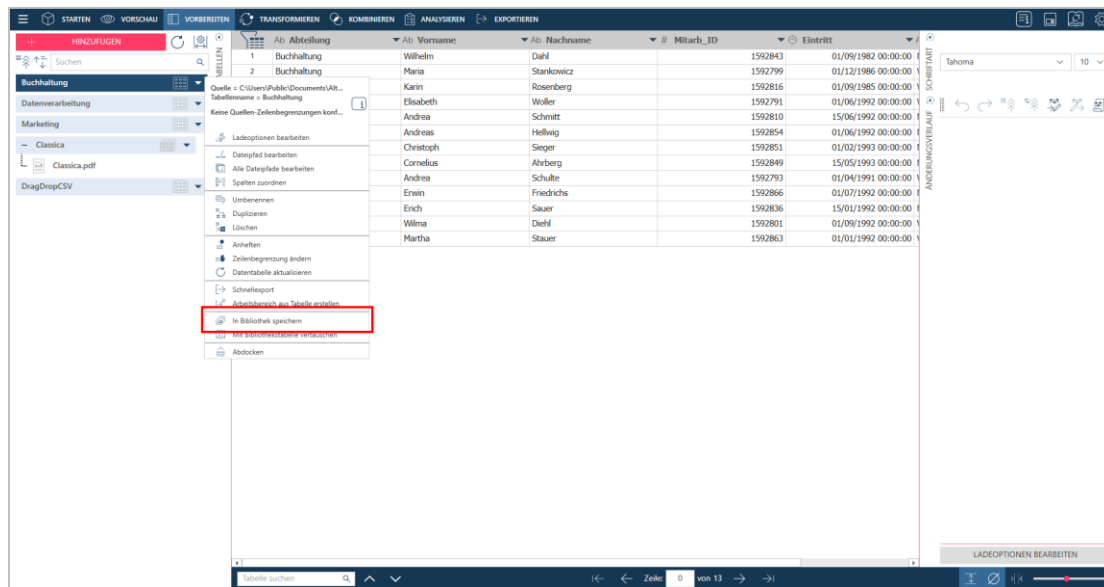 STARTEN VORSCHAU VORBEREITEN TRANSFORMIEREN KOMBINIEREN ANALYSIEREN EXPORTIEREN
+ HINZUFÜGEN
Suchen
Buchhaltung
Datenverarbeitung
Marketing
− Classica
Classica.pdf
DragDropCSV
Quelle = C:\Users\Public\Documents\Alt...
Tabellenname = Buchhaltung
Keine Quellen-Zeilenbegrenzungen konf...
Ladeoptionen bearbeiten
Dateipfad bearbeiten
Alle Dateipfade bearbeiten
Spalten zuordnen
Umbenennen
Duplizieren
Löschen
Anheften
Zeilenbegrenzung ändern
Datentabelle aktualisieren
Schnellexport
Arbeitsbereich aus Tabelle erstellen
In Bibliothek speichern
Mit Bibliothekstabelle vertauschen
Abdocken
Ab Abteilung Ab Vorname Ab Nachname # Mitarb_ID Eintritt
1 Buchhaltung Wilhelm Dahl 1592843 01/09/1982 00:00:00
2 Buchhaltung Maria Stankowicz 1592799 01/12/1986 00:00:00
Karin Rosenberg 1592816 01/09/1985 00:00:00
Elisabeth Woller 1592791 01/06/1992 00:00:00
Andrea Schmitt 1592810 15/06/1992 00:00:00
Andreas Hellwig 1592854 01/06/1992 00:00:00
Christoph Sieger 1592851 01/02/1993 00:00:00
Cornelius Ahrberg 1592849 15/05/1993 00:00:00
Andrea Schulte 1592793 01/04/1991 00:00:00
Erwin Friedrichs 1592866 01/07/1992 00:00:00
Erich Sauer 1592836 15/01/1992 00:00:00
Wilma Diehl 1592801 01/09/1992 00:00:00
Martha Stauer 1592863 01/01/1992 00:00:00
SCHRIFTART
Tahoma 10
ÄNDERUNGSVERLAUF
LADEOPTIONEN BEARBEITEN
Tabelle suchen Zeile: 0 von 13